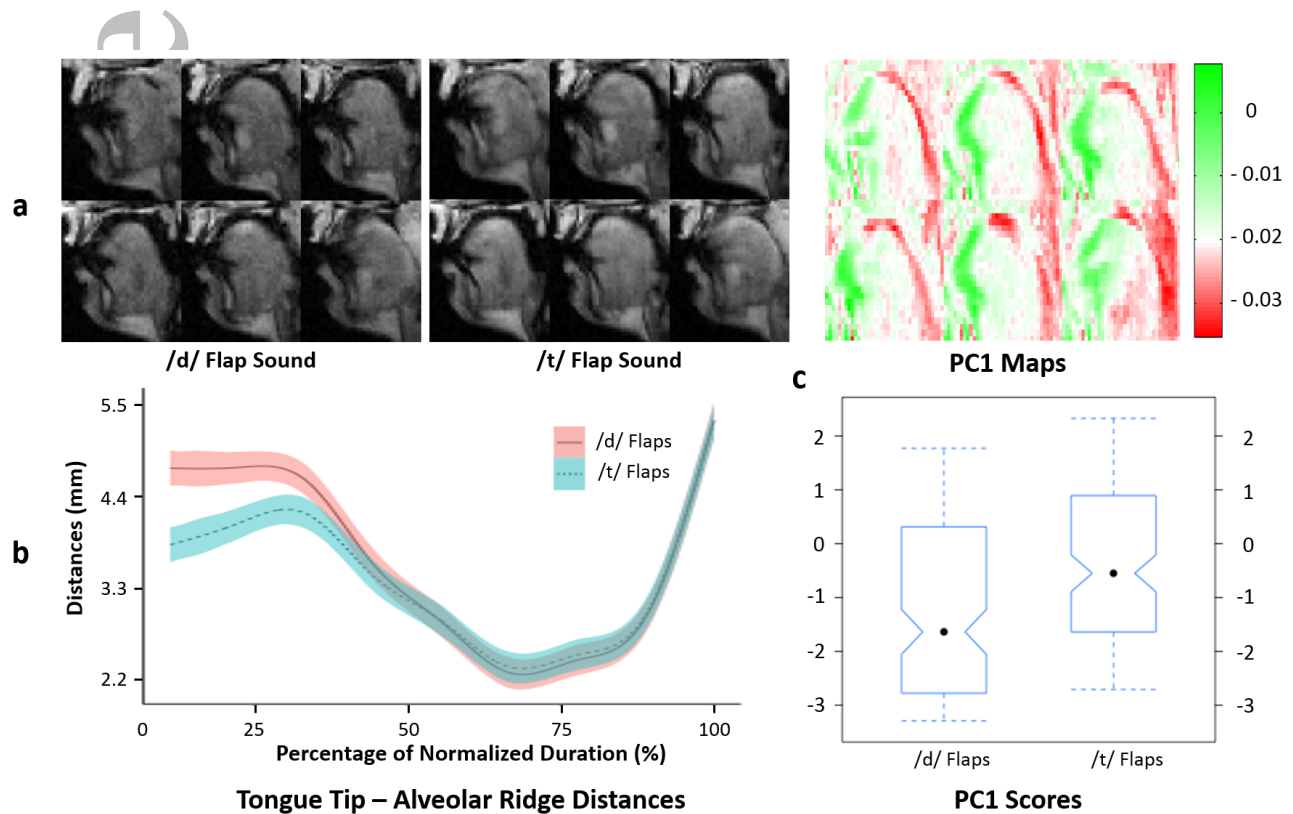 a
/d/ Flap Sound
/t/ Flap Sound
0
- 0.01
- 0.02
- 0.03
PC1 Maps
b
5.5
4.4
3.3
2.2
Distances (mm)
/d/ Flaps
/t/ Flaps
0
25
50
75
100
Percentage of Normalized Duration (%)
Tongue Tip – Alveolar Ridge Distances
c
2
1
0
-1
-2
-3
2
1
0
-1
-2
-3
/d/ Flaps
/t/ Flaps
PC1 Scores